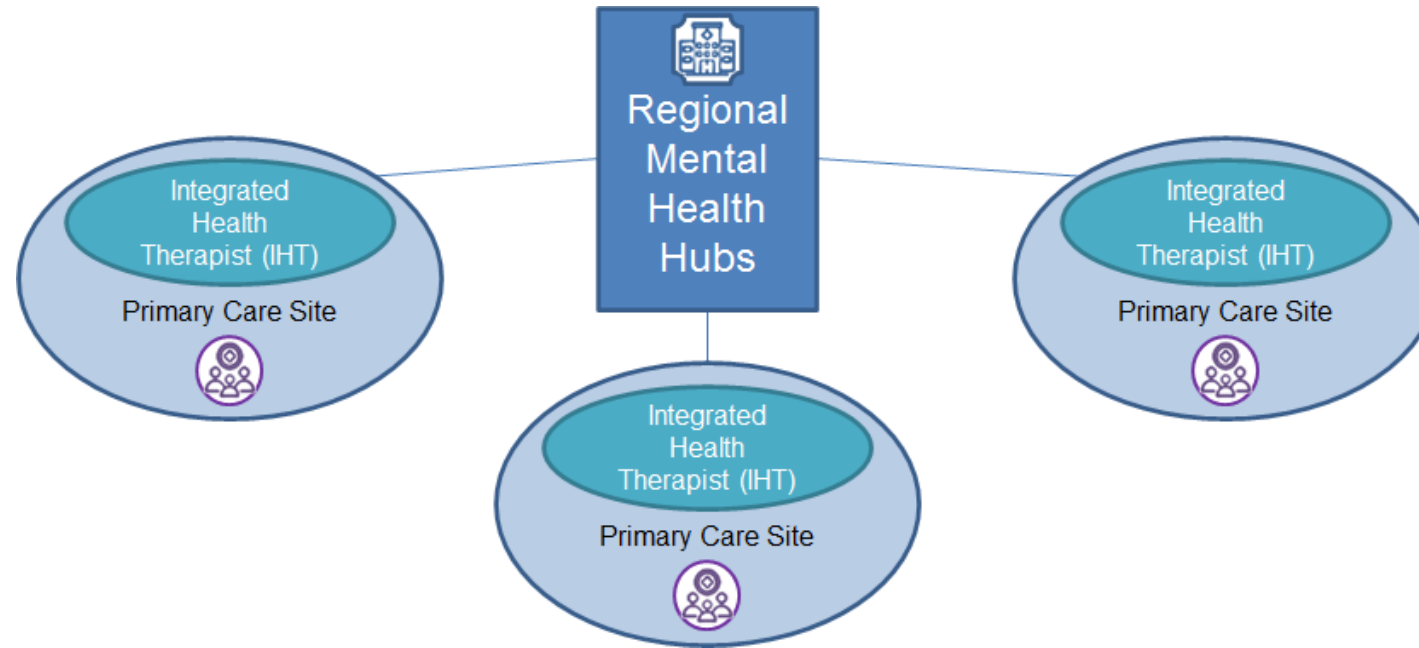 Regional
Mental
Health
Hubs
Integrated
Health
Therapist (IHT)
Primary Care Site
Integrated
Health
Therapist (IHT)
Primary Care Site
Integrated
Health
Therapist (IHT)
Primary Care Site